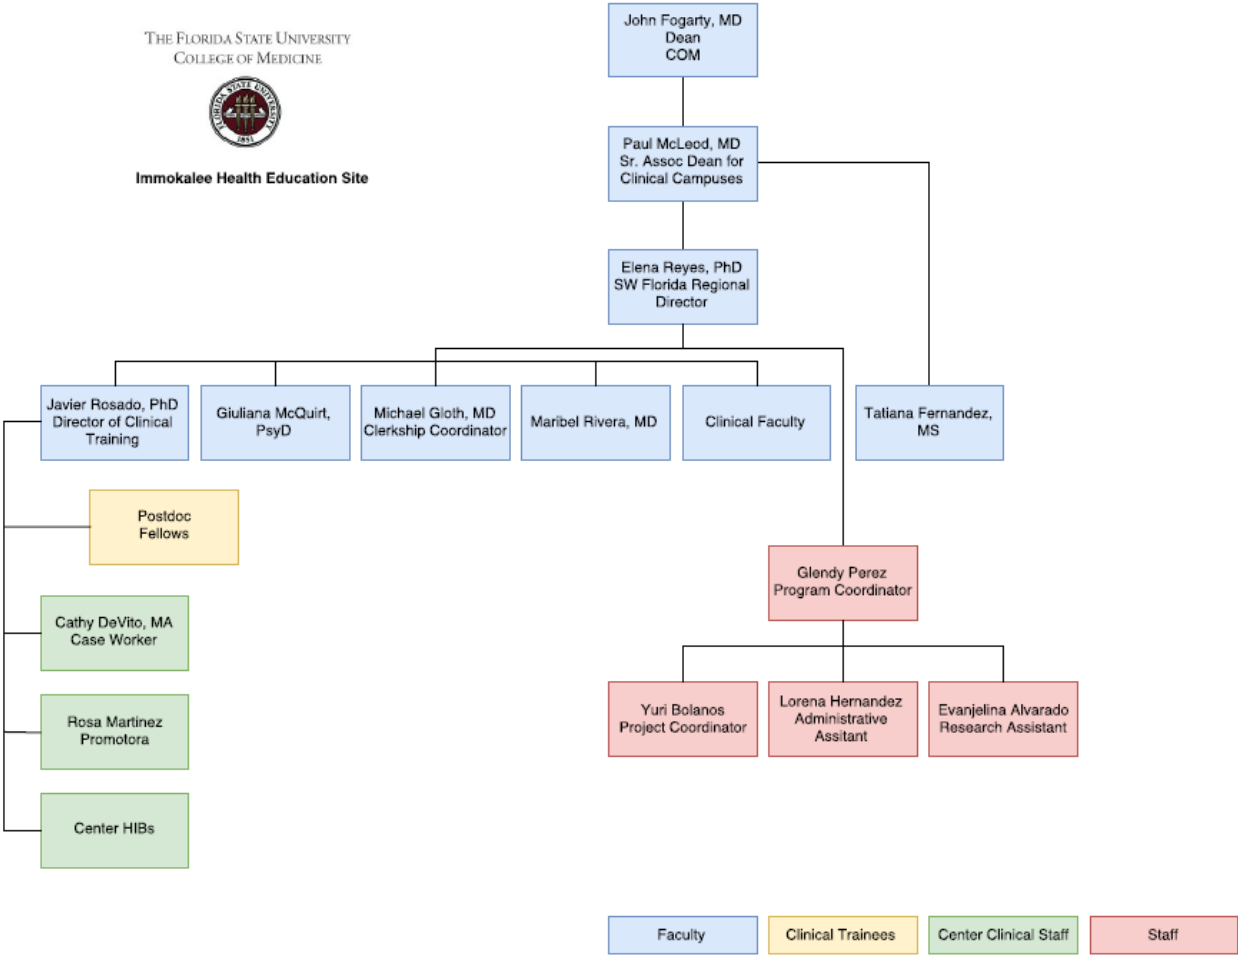 THE FLORIDA STATE UNIVERSITY
COLLEGE OF MEDICINE
FLORIDA STATE UNIVERSITY
1851
Immokalee Health Education Site
John Fogarty, MD
Dean
COM
Paul McLeod, MD
Sr. Assoc Dean for
Clinical Campuses
Elena Reyes, PhD
SW Florida Regional
Director
Javier Rosado, PhD
Director of Clinical
Training
Giuliana McQuirt,
PsyD
Michael Gloth, MD
Clerkship Coordinator
Maribel Rivera, MD
Clinical Faculty
Tatiana Fernandez,
MS
Postdoc
Fellows
Glendy Perez
Program Coordinator
Cathy DeVito, MA
Case Worker
Yuri Bolanos
Project Coordinator
Lorena Hernandez
Administrative
Assitant
Evanjelina Alvarado
Research Assistant
Rosa Martinez
Promotora
Center HIBs
Faculty
Clinical Trainees
Center Clinical Staff
Staff